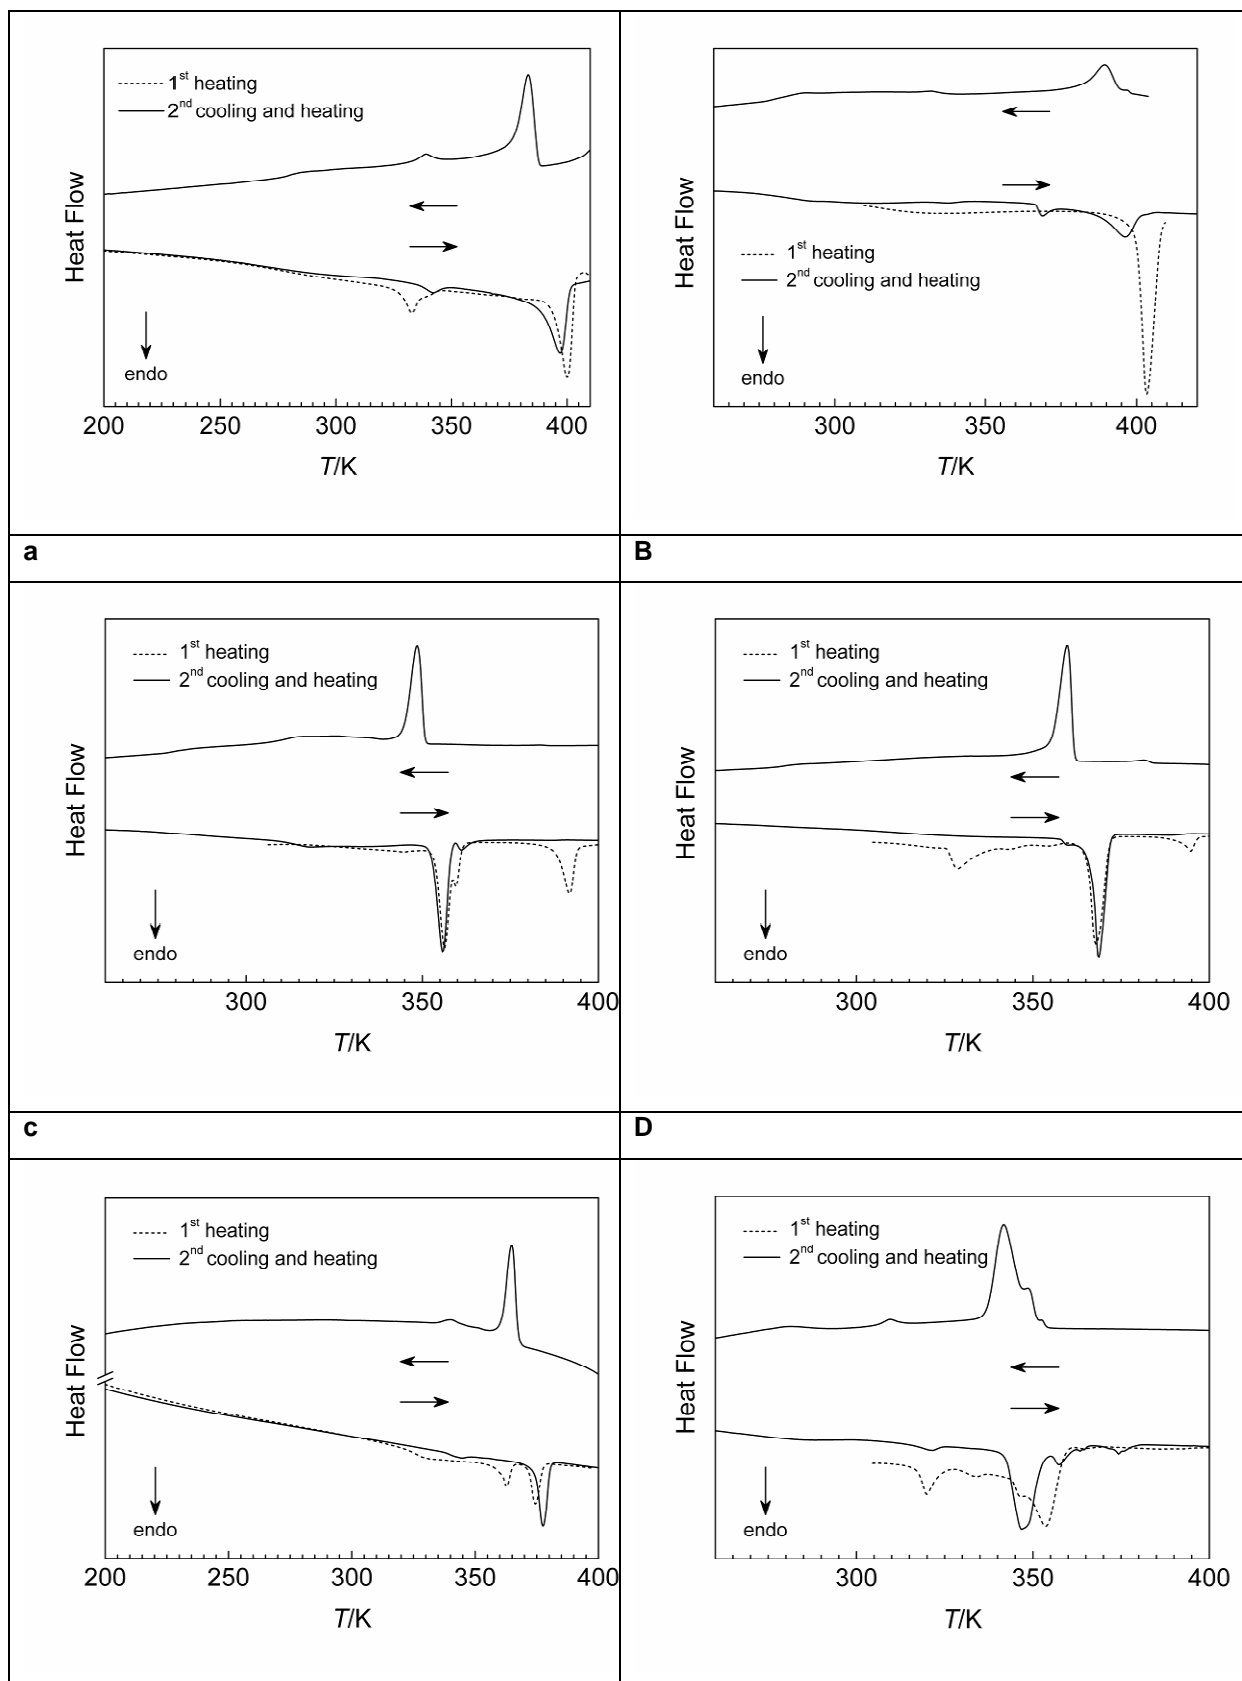 1st heating
2nd cooling and heating
Heat Flow
endo
200 250 300 350 400
T/K
1st heating
2nd cooling and heating
Heat Flow
endo
300 350 400
T/K
a
B
1st heating
2nd cooling and heating
Heat Flow
endo
300 350 400
T/K
1st heating
2nd cooling and heating
Heat Flow
endo
300 350 400
T/K
c
D
1st heating
2nd cooling and heating
Heat Flow
endo
200 250 300 350 400
T/K
1st heating
2nd cooling and heating
Heat Flow
endo
300 350 400
T/K